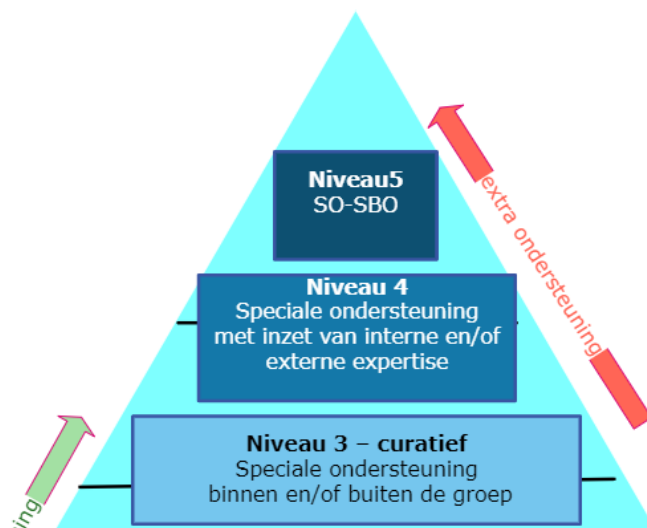 Niveau5
SO-SBO
Niveau 4
Speciale ondersteuning
met inzet van interne en/of
externe expertise
extra ondersteuning
Niveau 3 – curatief
Speciale ondersteuning
binnen en/of buiten de groep